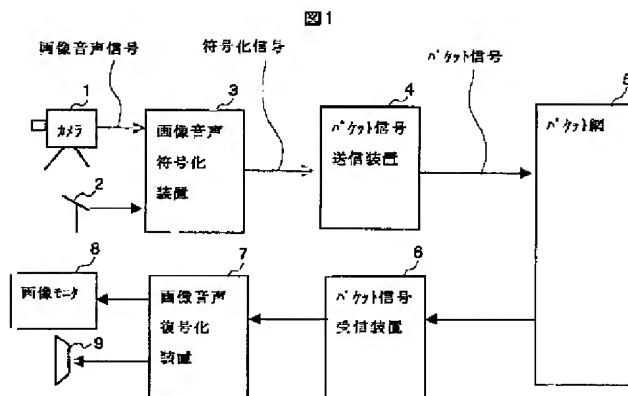 図1
画像音声信号
符号化信号
パケット信号
1
カメラ
2
3
画像音声
符号化
装置
4
パケット信号
送信装置
5
パケット網
8
画像モニタ
9
7
画像音声
復号化
装置
6
パケット信号
受信装置